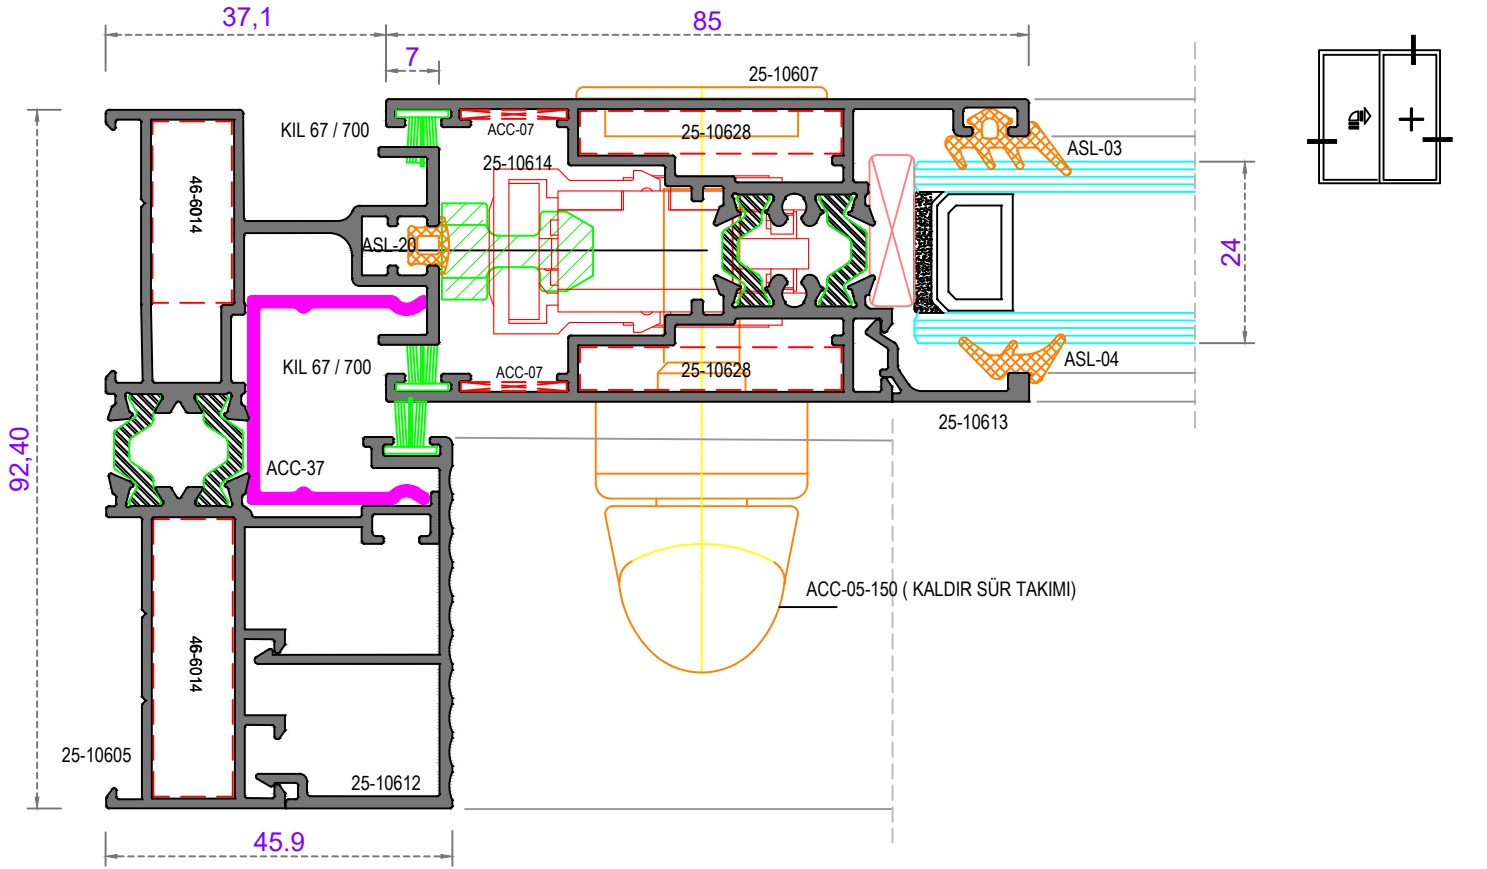 37,1
85
7
25-10607
KIL 67 / 700
ACC-07
25-10628
25-10614
ASL-03
46-6014
ASL-20
24
KIL 67 / 700
ACC-07
25-10628
ASL-04
25-10613
92,40
ACC-37
ACC-05-150 ( KALDIR SÜR TAKIMI)
46-6014
25-10605
25-10612
45.9